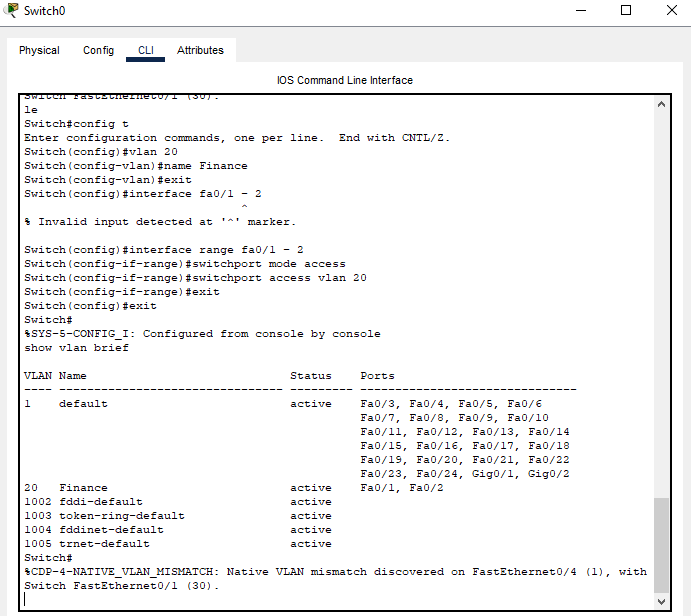 Switch0
Physical Config CLI Attributes
IOS Command Line Interface
Switch FastEthernet0/1 (30).
le
Switch#config t
Enter configuration commands, one per line.  End with CNTL/Z.
Switch(config)#vlan 20
Switch(config-vlan)#name Finance
Switch(config-vlan)#exit
Switch(config)#interface fa0/1 - 2
^
% Invalid input detected at '^' marker.
Switch(config)#interface range fa0/1 - 2
Switch(config-if-range)#switchport mode access
Switch(config-if-range)#switchport access vlan 20
Switch(config-if-range)#exit
Switch(config)#exit
Switch#
%SYS-5-CONFIG_I: Configured from console by console
show vlan brief
VLAN Name                             Status    Ports
---- -------------------------------- --------- -------------------------------
1    default                          active    Fa0/3, Fa0/4, Fa0/5, Fa0/6
Fa0/7, Fa0/8, Fa0/9, Fa0/10
Fa0/11, Fa0/12, Fa0/13, Fa0/14
Fa0/15, Fa0/16, Fa0/17, Fa0/18
Fa0/19, Fa0/20, Fa0/21, Fa0/22
Fa0/23, Fa0/24, Gig0/1, Gig0/2
20   Finance                          active    Fa0/1, Fa0/2
1002 fddi-default                     active
1003 token-ring-default               active
1004 fddinet-default                  active
1005 trnet-default                    active
Switch#
%CDP-4-NATIVE_VLAN_MISMATCH: Native VLAN mismatch discovered on FastEthernet0/4 (1), with
Switch FastEthernet0/1 (30).